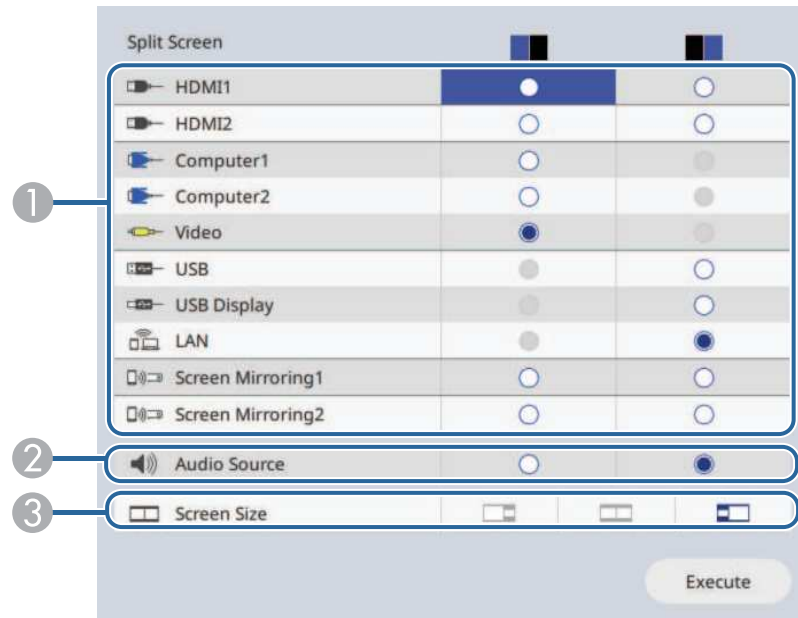 Split Screen
HDMI1
HDMI2
Computer1
Computer2
Video
USB
USB Display
LAN
Screen Mirroring1
Screen Mirroring2
Audio Source
Screen Size
Execute
1
2
3